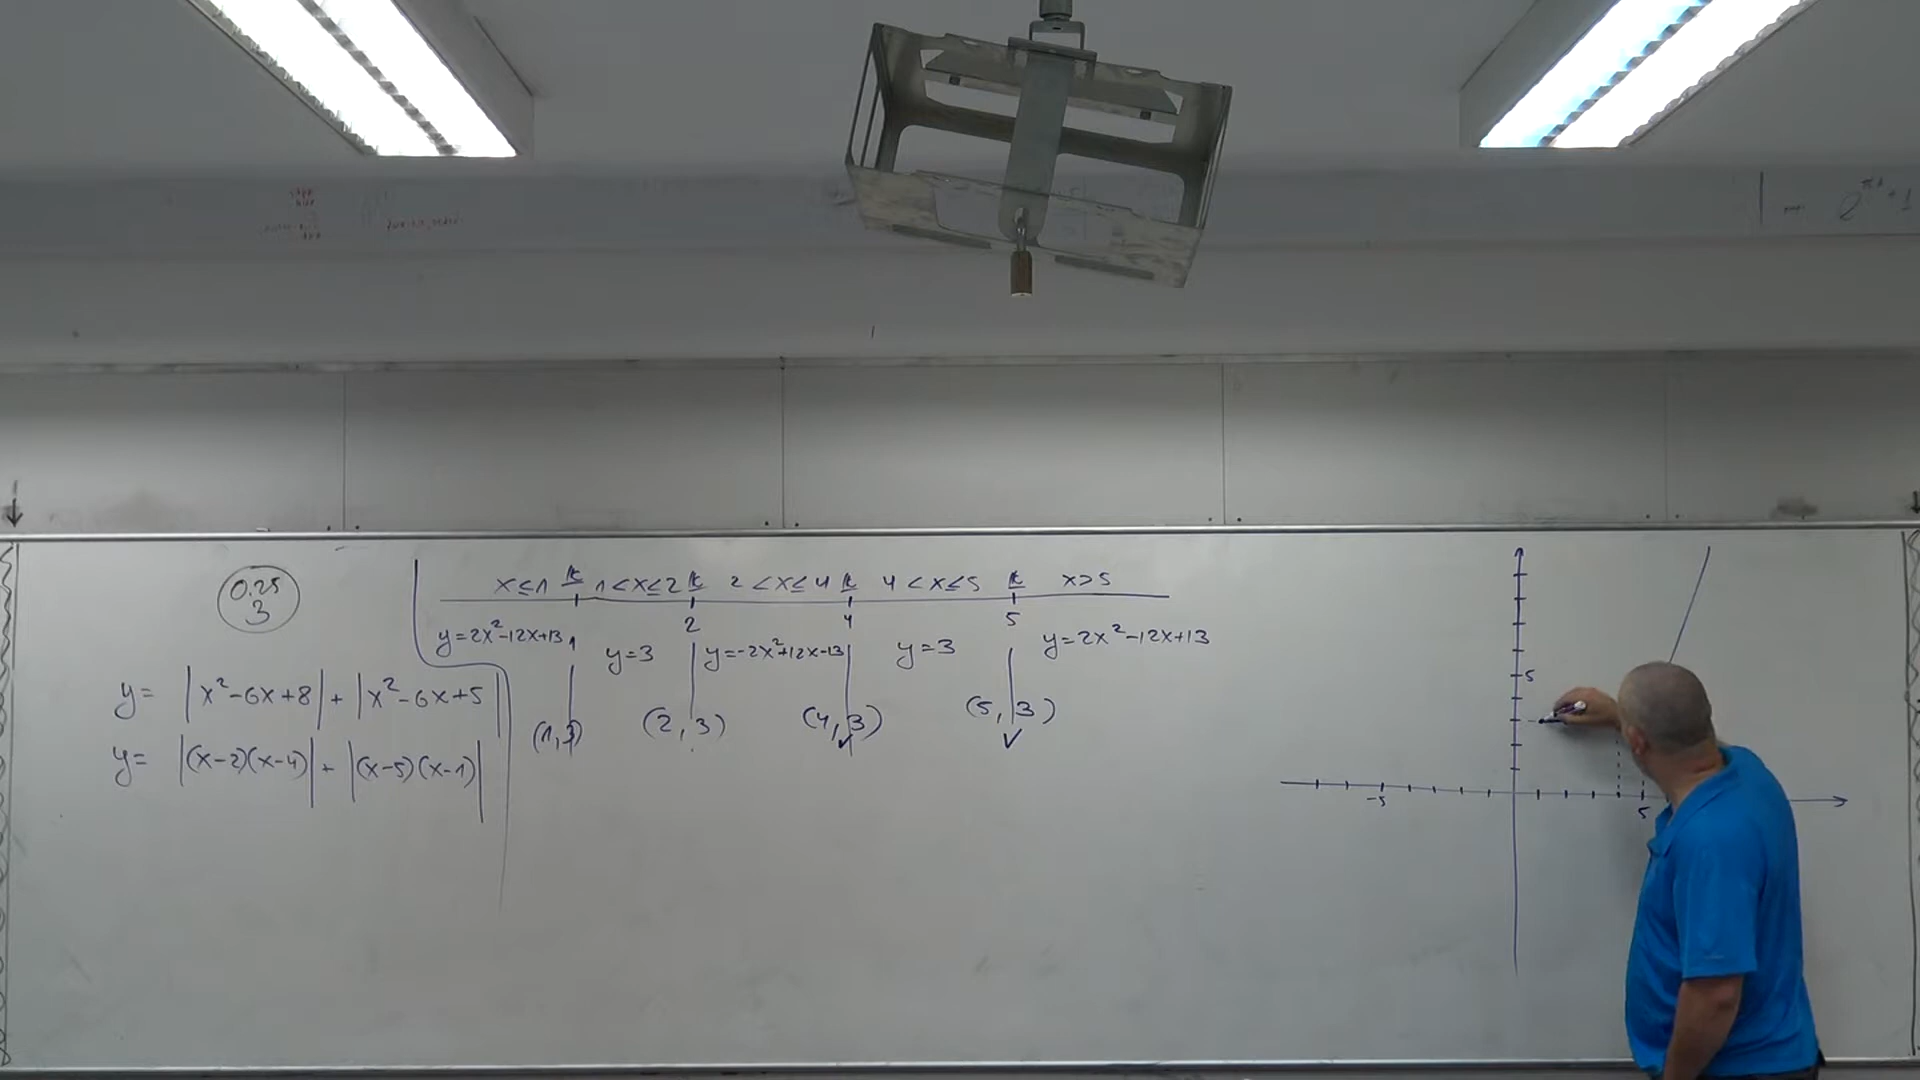 0.25
3
x≤1 k 1<x≤2 k 2<x≤4 k 4<x≤5 k x>5
1 2 4 5
y=2x²-12x+13 y=3 y=-2x²+12x-13 y=3 y=2x²-12x+13
(1,3) (2,3) (4,3) ✓ (5,3) ✓
y= |x²-6x+8| + |x²-6x+5|
y= |(x-2)(x-4)| + |(x-5)(x-1)|
5
-5 5